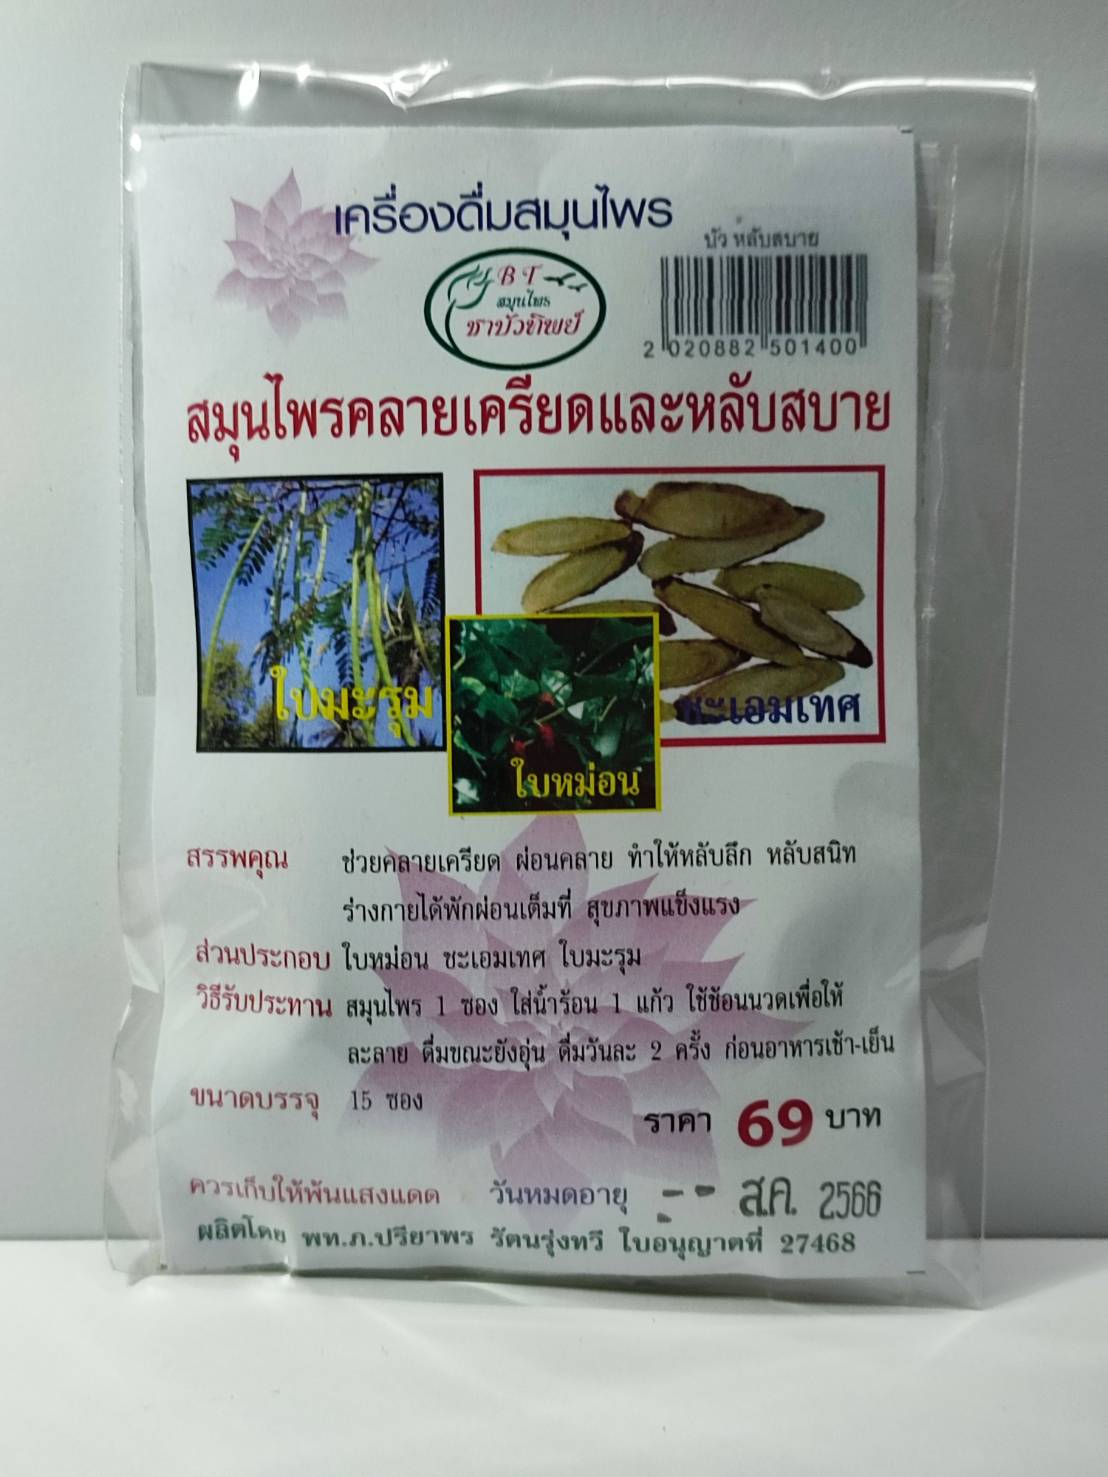 เครื่องดื่มสมุนไพร
บัว หลับสบาย
BT
สมุนไพร
ชาบัวทิพย์
2 020882 501400
สมุนไพรคลายเครียดและหลับสบาย
ใบมะรุม
ชะเอมเทศ
ใบหม่อน
สรรพคุณ ช่วยคลายเครียด ผ่อนคลาย ทำให้หลับลึก หลับสนิท
ร่างกายได้พักผ่อนเต็มที่ สุขภาพแข็งแรง
ส่วนประกอบ ใบหม่อน ชะเอมเทศ ใบมะรุม
วิธีรับประทาน สมุนไพร 1 ซอง ใส่น้ำร้อน 1 แก้ว ใช้ช้อนนวดเพื่อให้
ละลาย ดื่มขณะยังอุ่น ดื่มวันละ 2 ครั้ง ก่อนอาหารเช้า-เย็น
ขนาดบรรจุ 15 ซอง
ราคา 69 บาท
ควรเก็บให้พ้นแสงแดด วันหมดอายุ -- ส.ค. 2566
ผลิตโดย พท.ภ.ปรียาพร รัตนรุ่งทวี ใบอนุญาตที่ 27468